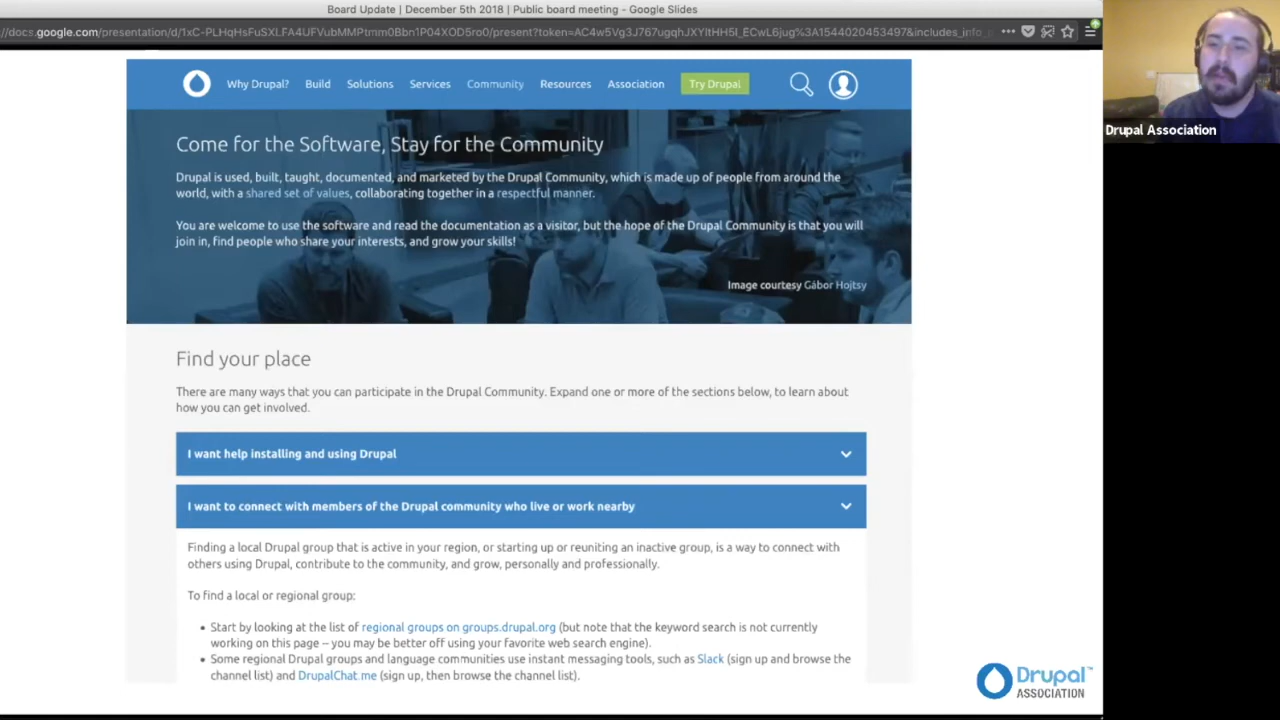 Board Update | December 5th 2018 | Public board meeting - Google Slides
Drupal Association
Why Drupal? Build Solutions Services Community Resources Association Try Drupal
Come for the Software, Stay for the Community
Drupal is used, built, taught, documented, and marketed by the Drupal Community, which is made up of people from around the
world, with a shared set of values, collaborating together in a respectful manner.
You are welcome to use the software and read the documentation as a visitor, but the hope of the Drupal Community is that you will
join in, find people who share your interests, and grow your skills!
Image courtesy Gábor Hojtsy
Find your place
There are many ways that you can participate in the Drupal Community. Expand one or more of the sections below, to learn about
how you can get involved.
I want help installing and using Drupal
I want to connect with members of the Drupal community who live or work nearby
Finding a local Drupal group that is active in your region, or starting up or reuniting an inactive group, is a way to connect with
others using Drupal, contribute to the community, and grow, personally and professionally.
To find a local or regional group:
• Start by looking at the list of regional groups on groups.drupal.org (but note that the keyword search is not currently
working on this page – you may be better off using your favorite web search engine).
• Some regional Drupal groups and language communities use instant messaging tools, such as Slack (sign up and browse the
channel list) and DrupalChat.me (sign up, then browse the channel list).
Drupal™
ASSOCIATION